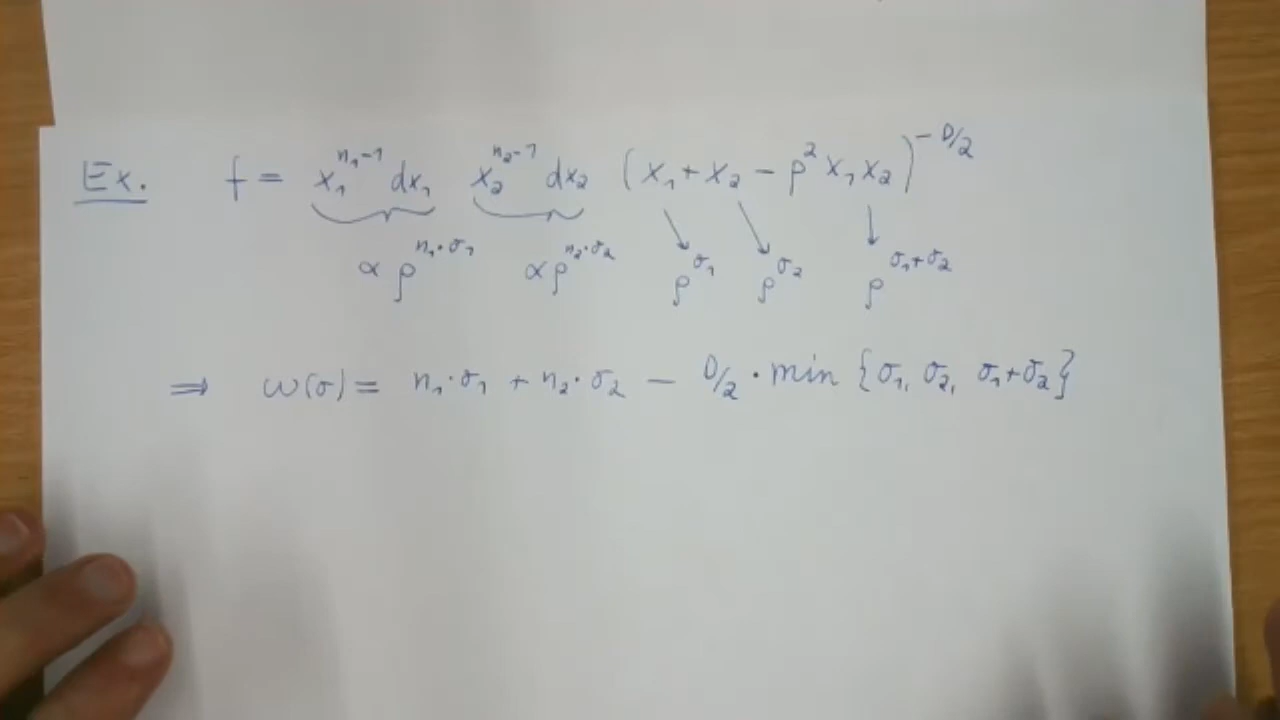 Ex. f = x₁^{n₁-1} dx₁ x₂^{n₂-1} dx₂ (x₁ + x₂ - p² x₁ x₂)^{-D/2}
∝ ρ^{n₁·σ₁} ∝ ρ^{n₂·σ₂} ρ^{σ₁} ρ^{σ₂} ρ^{σ₁+σ₂}
⇒ ω(σ) = n₁·σ₁ + n₂·σ₂ - D/2 · min {σ₁, σ₂, σ₁+σ₂}